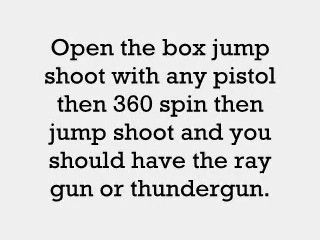 Open the box jump
shoot with any pistol
then 360 spin then
jump shoot and you
should have the ray
gun or thundergun.